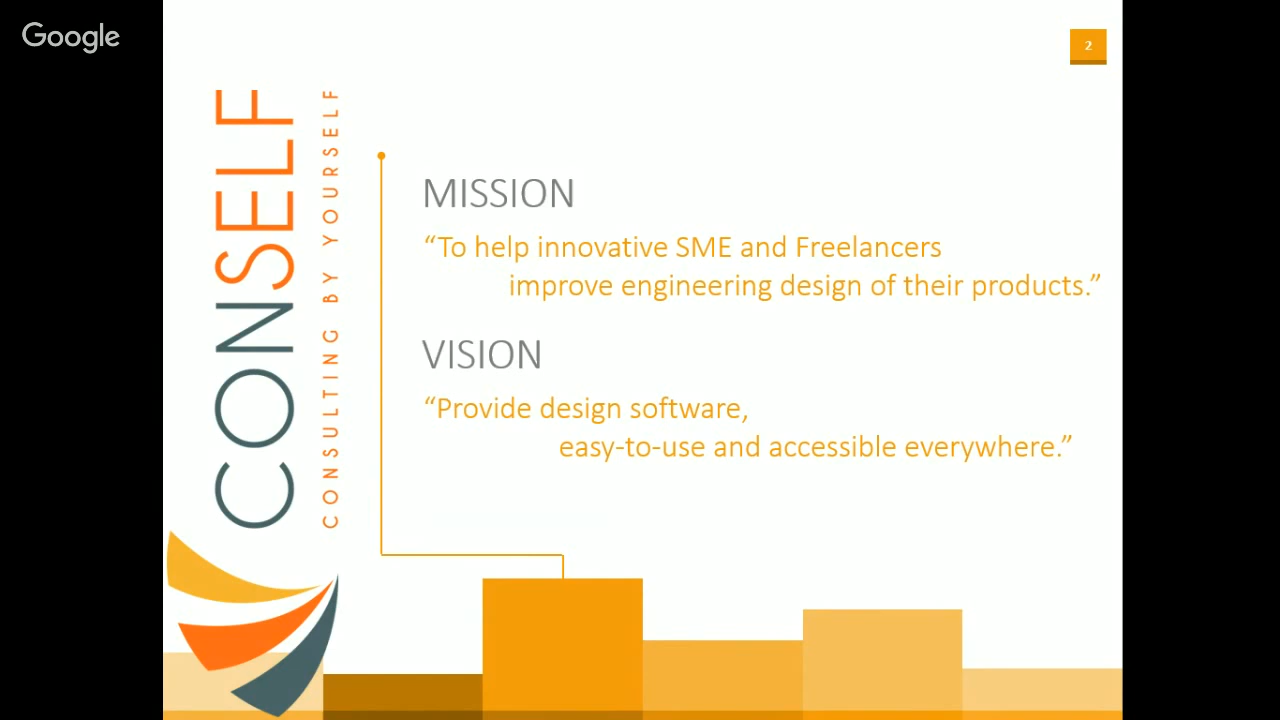 Google
2
CONSELF
CONSULTING BY YOURSELF
MISSION
“To help innovative SME and Freelancers
improve engineering design of their products.”
VISION
“Provide design software,
easy-to-use and accessible everywhere.”